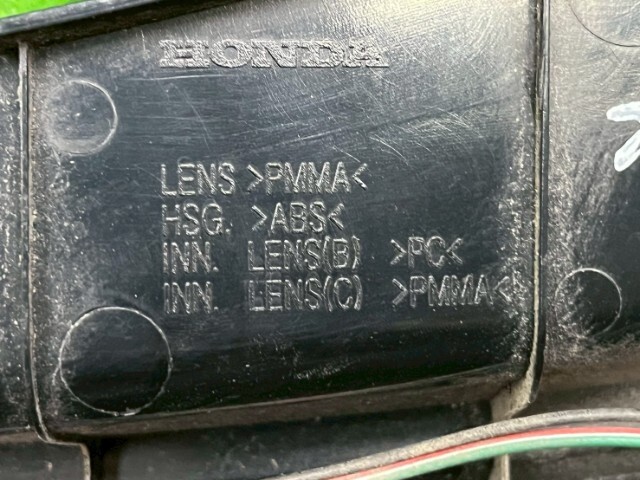 HONDA
LENS >PMMA<
HSG. >ABS<
INN. LENS(B) >PC<
INN. LENS(C) >PMMA<